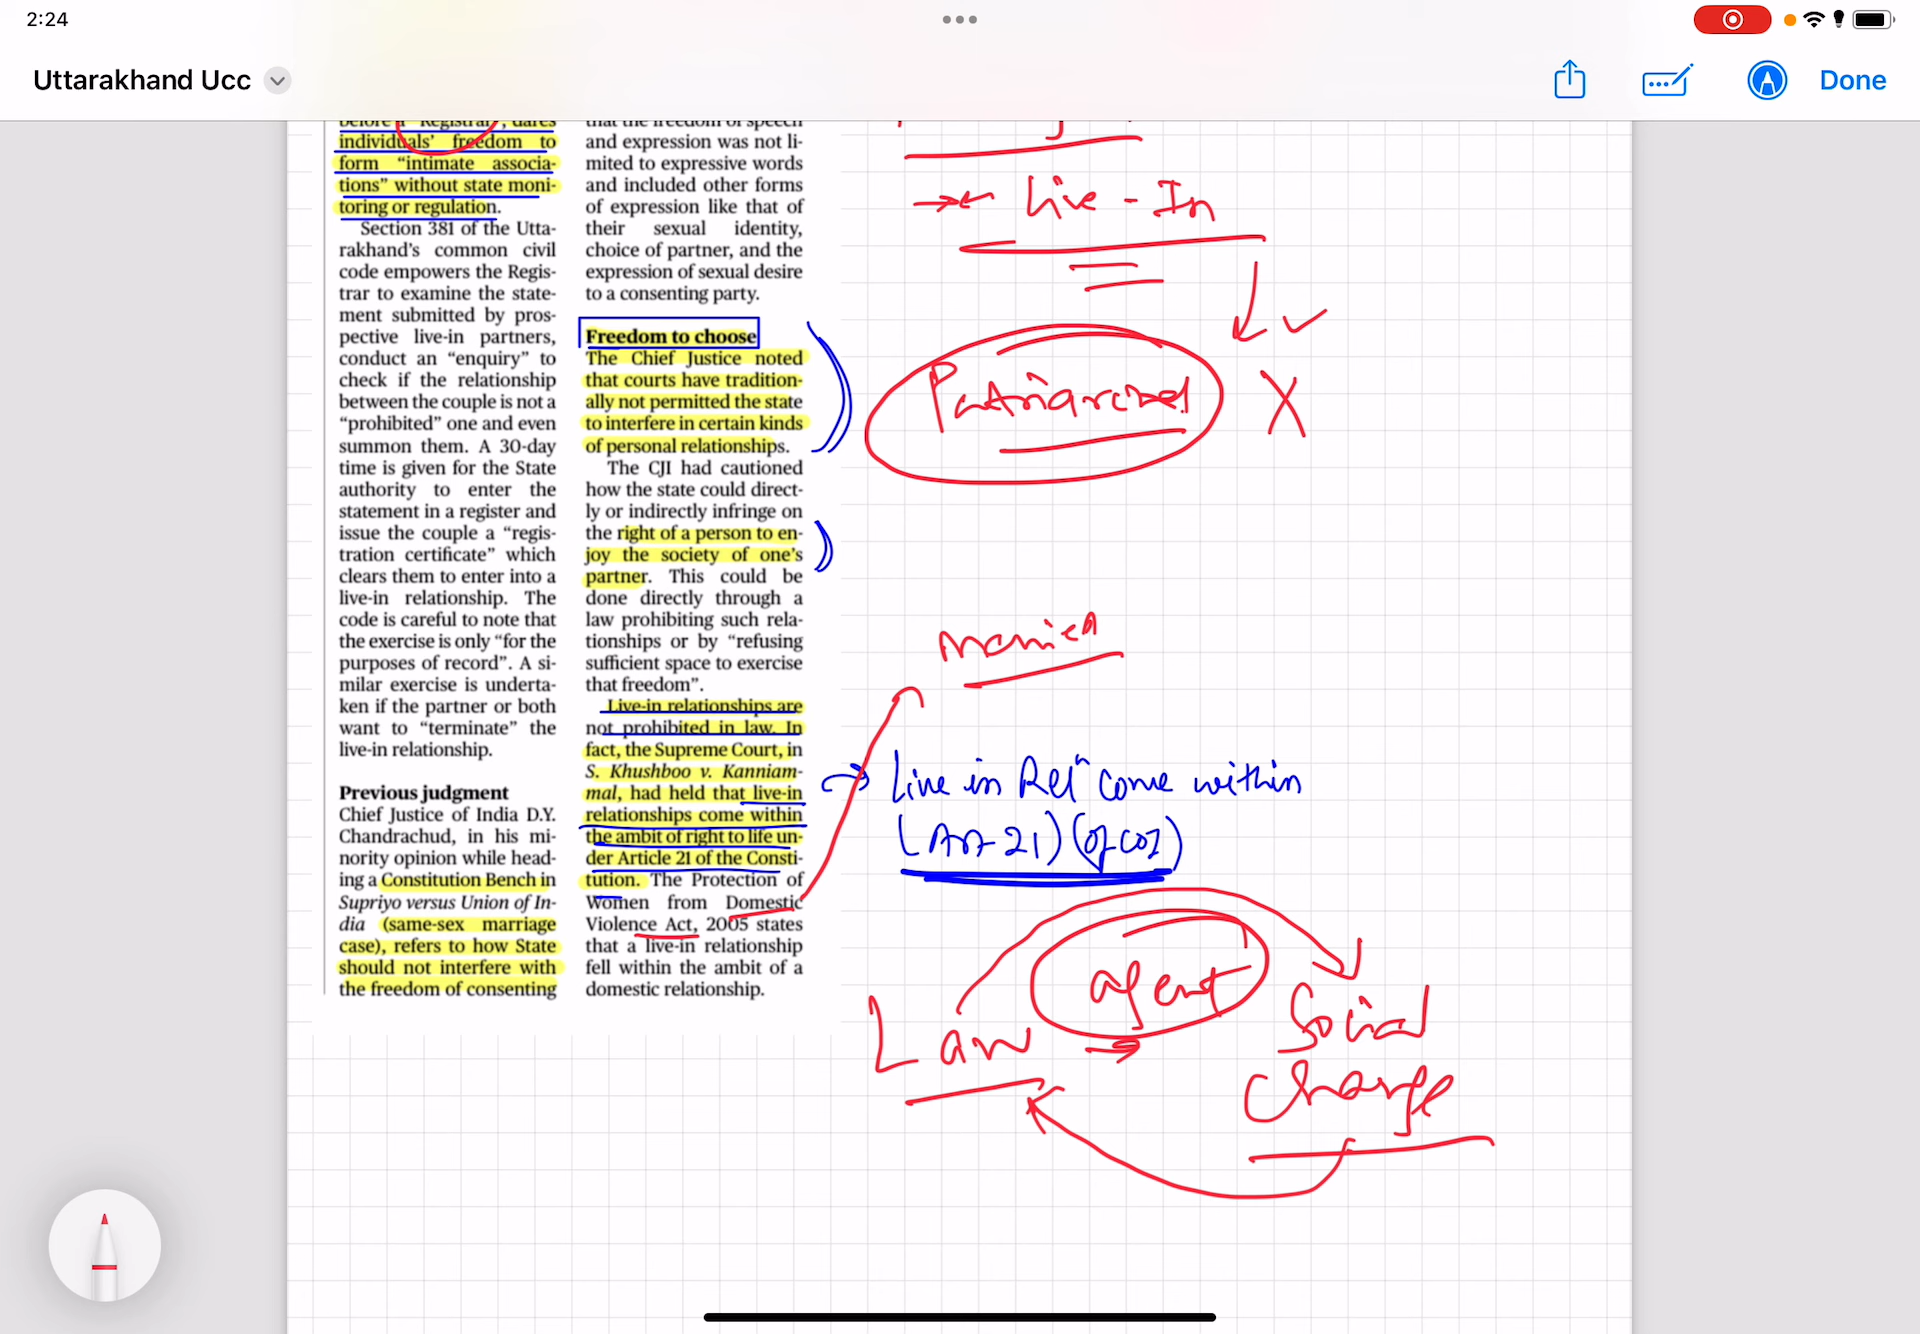 2:24
Uttarakhand Ucc
Done
before a "Registrar", dares
individuals' freedom to
form "intimate associa-
tions" without state moni-
toring or regulation.
Section 381 of the Utta-
rakhand's common civil
code empowers the Regis-
trar to examine the state-
ment submitted by pros-
pective live-in partners,
conduct an "enquiry" to
check if the relationship
between the couple is not a
"prohibited" one and even
summon them. A 30-day
time is given for the State
authority to enter the
statement in a register and
issue the couple a "regis-
tration certificate" which
clears them to enter into a
live-in relationship. The
code is careful to note that
the exercise is only "for the
purposes of record". A si-
milar exercise is underta-
ken if the partner or both
want to "terminate" the
live-in relationship.
Previous judgment
Chief Justice of India D.Y.
Chandrachud, in his mi-
nority opinion while head-
ing a Constitution Bench in
Supriyo versus Union of In-
dia (same-sex marriage
case), refers to how State
should not interfere with
the freedom of consenting
that the freedom of speech
and expression was not li-
mited to expressive words
and included other forms
of expression like that of
their sexual identity,
choice of partner, and the
expression of sexual desire
to a consenting party.
Freedom to choose
The Chief Justice noted
that courts have tradition-
ally not permitted the state
to interfere in certain kinds
of personal relationships.
The CJI had cautioned
how the state could direct-
ly or indirectly infringe on
the right of a person to en-
joy the society of one's
partner. This could be
done directly through a
law prohibiting such rela-
tionships or by "refusing
sufficient space to exercise
that freedom".
Live-in relationships are
not prohibited in law. In
fact, the Supreme Court, in
S. Khushboo v. Kanniam-
mal, had held that live-in
relationships come within
the ambit of right to life un-
der Article 21 of the Consti-
tution. The Protection of
Women from Domestic
Violence Act, 2005 states
that a live-in relationship
fell within the ambit of a
domestic relationship.
Live - In
Patriarchal X
Married
Live in Relⁿ come within
(Art 21) (of COI)
agent
Law
Social
Change